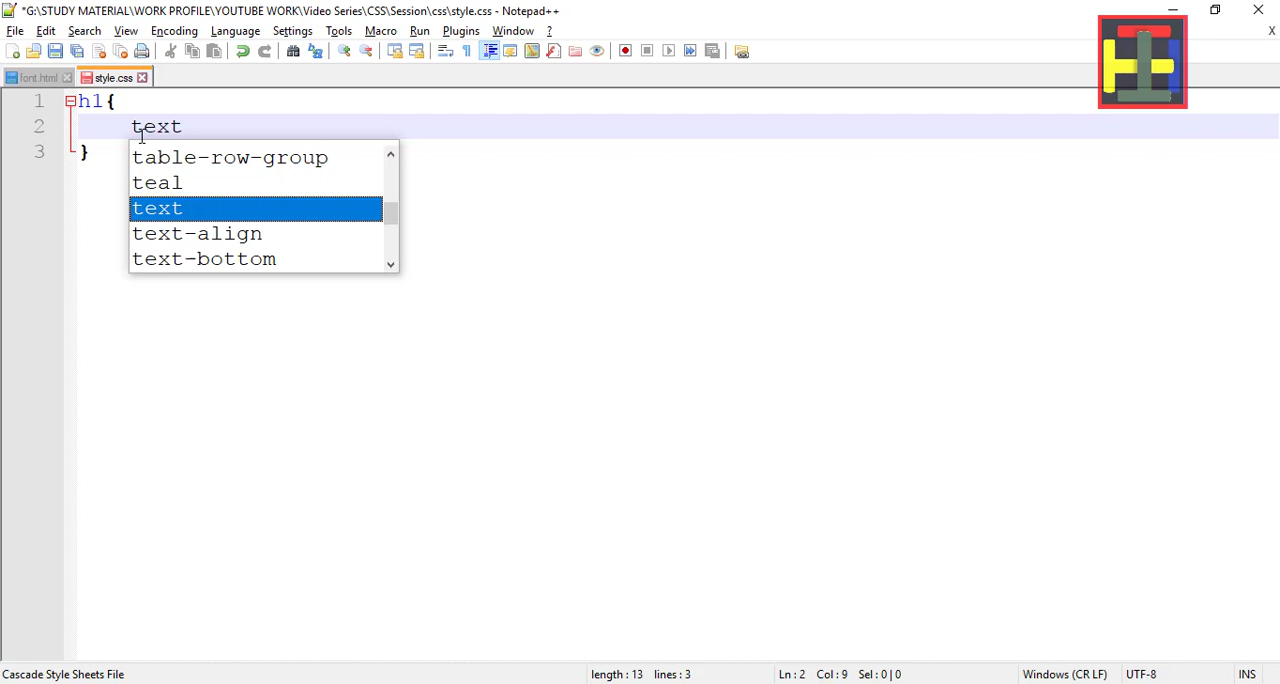 *G:\STUDY MATERIAL\WORK PROFILE\YOUTUBE WORK\Video Series\CSS\Session\css\style.css - Notepad++
File Edit Search View Encoding Language Settings Tools Macro Run Plugins Window ? X
font.html style.css
1 h1{
2 text
3 }
table-row-group
teal
text
text-align
text-bottom
Cascade Style Sheets File length : 13 lines : 3 Ln : 2 Col : 9 Sel : 0 | 0 Windows (CR LF) UTF-8 INS